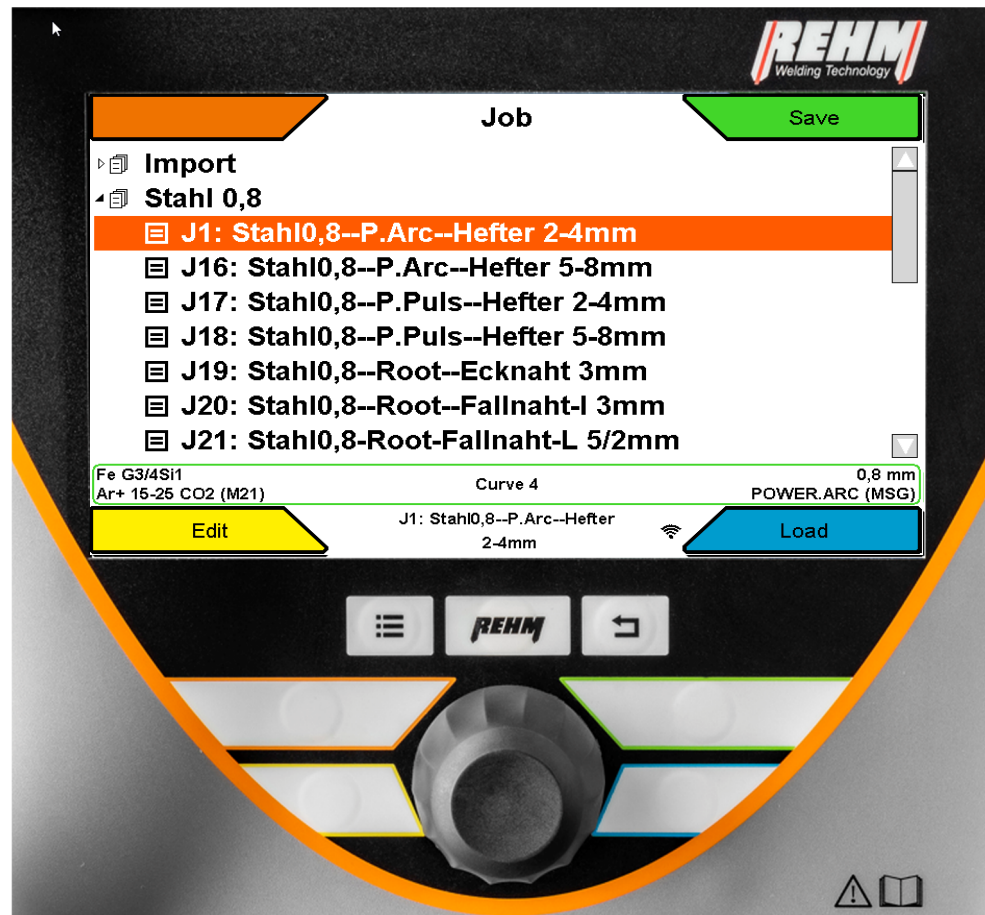 REHM
Welding Technology
Job
Save
Import
Stahl 0,8
J1: Stahl0,8--P.Arc--Hefter 2-4mm
J16: Stahl0,8--P.Arc--Hefter 5-8mm
J17: Stahl0,8--P.Puls--Hefter 2-4mm
J18: Stahl0,8--P.Puls--Hefter 5-8mm
J19: Stahl0,8--Root--Ecknaht 3mm
J20: Stahl0,8--Root--Fallnaht-I 3mm
J21: Stahl0,8-Root-Fallnaht-L 5/2mm
Fe G3/4Si1
Ar+ 15-25 CO2 (M21)
Curve 4
0,8 mm
POWER.ARC (MSG)
Edit
J1: Stahl0,8--P.Arc--Hefter
2-4mm
Load
REHM